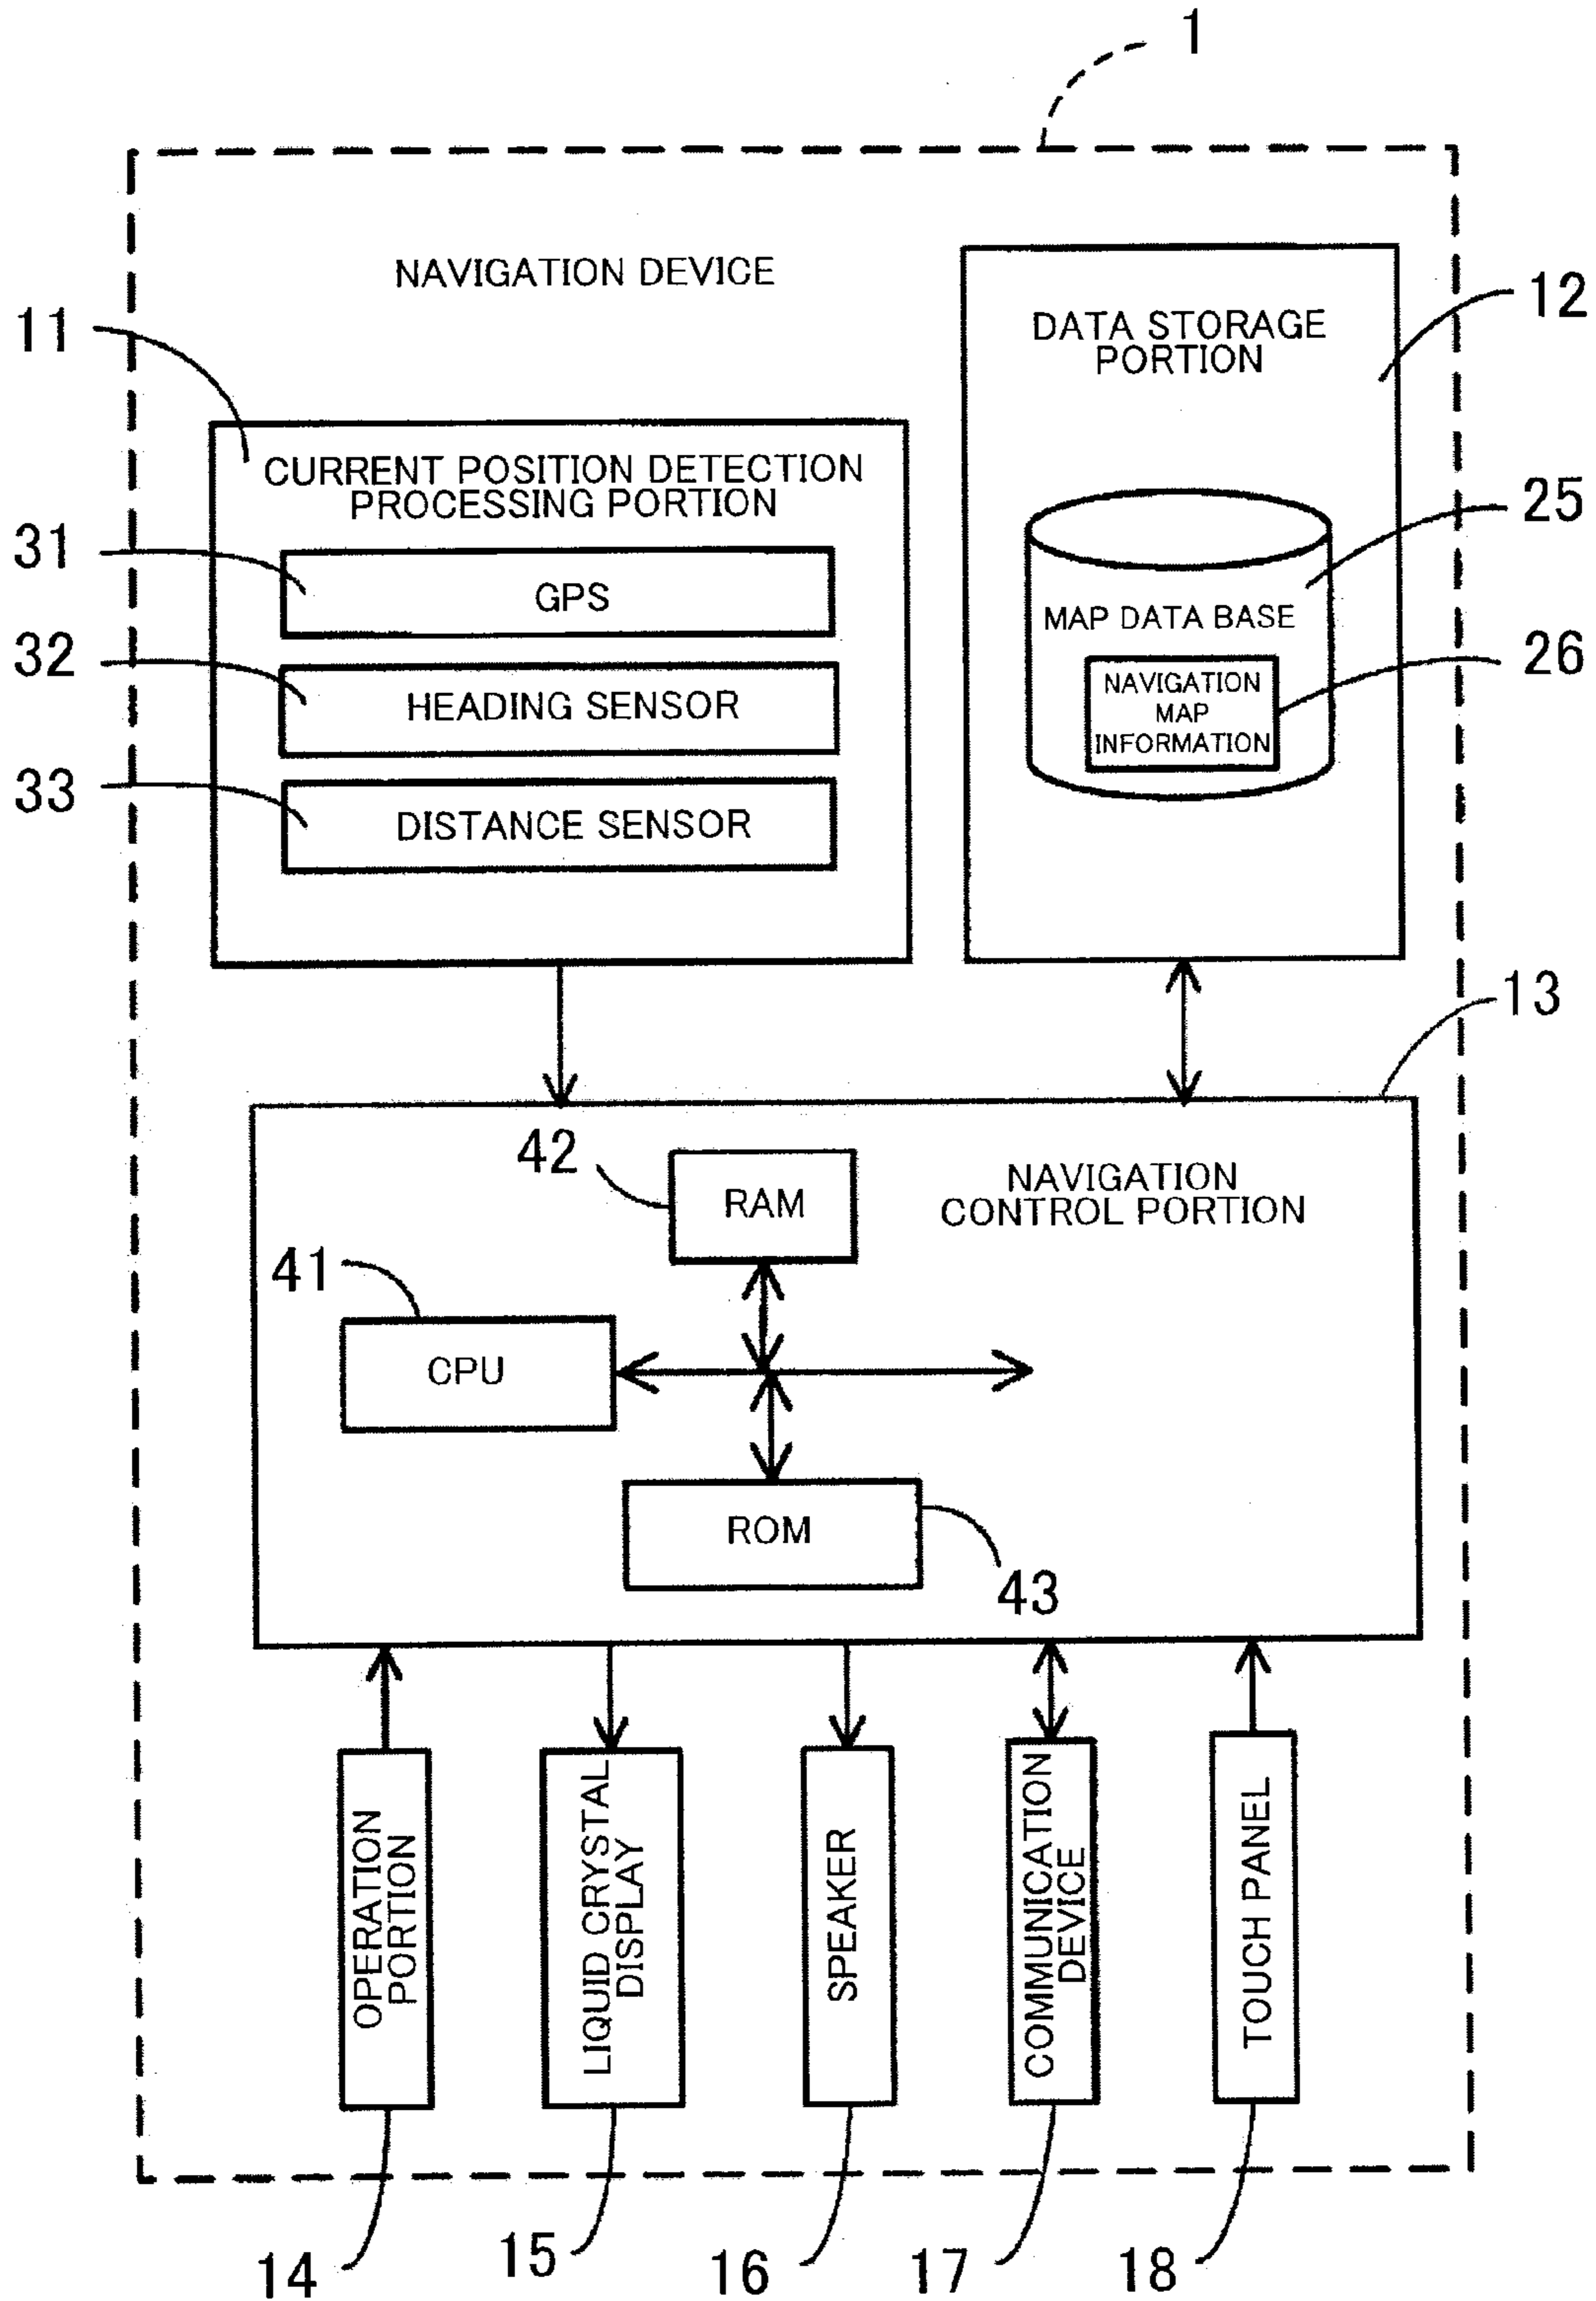 1
NAVIGATION DEVICE
DATA STORAGE
PORTION
12
11
CURRENT POSITION DETECTION
PROCESSING PORTION
31
GPS
32
HEADING SENSOR
33
DISTANCE SENSOR
25
MAP DATA BASE
26
NAVIGATION
MAP
INFORMATION
13
NAVIGATION
CONTROL PORTION
42
RAM
41
CPU
ROM
43
OPERATION
PORTION
LIQUID CRYSTAL
DISPLAY
SPEAKER
COMMUNICATION
DEVICE
TOUCH PANEL
14
15
16
17
18